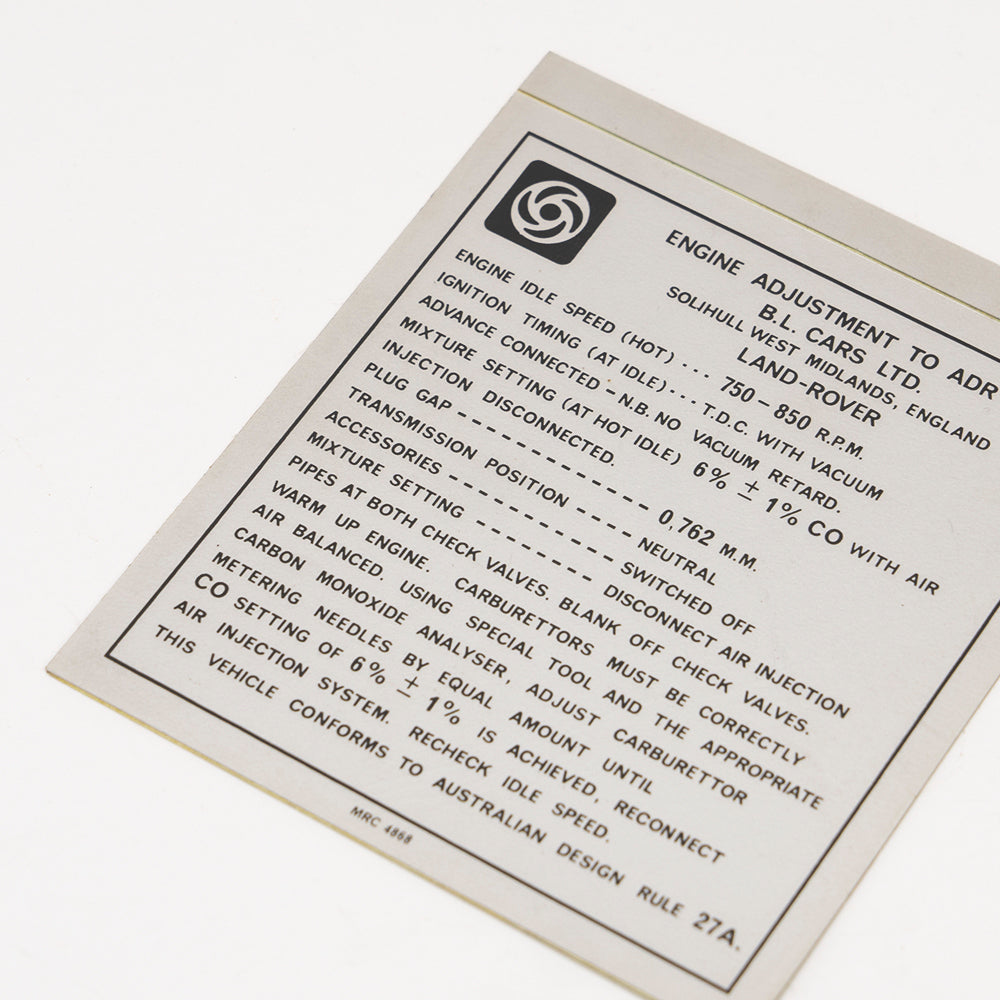 ENGINE ADJUSTMENT TO ADR
B.L. CARS LTD.
SOLIHULL WEST MIDLANDS, ENGLAND
LAND-ROVER
ENGINE IDLE SPEED (HOT) . . . 750 – 850 R.P.M.
IGNITION TIMING (AT IDLE) . . . T.D.C. WITH VACUUM
ADVANCE CONNECTED – N.B. NO VACUUM RETARD.
MIXTURE SETTING (AT HOT IDLE) 6% ± 1% CO WITH AIR
INJECTION DISCONNECTED.
PLUG GAP - - - - - - - - - - - 0,762 M.M.
TRANSMISSION POSITION - - - - - NEUTRAL
ACCESSORIES - - - - - - - - - - SWITCHED OFF
MIXTURE SETTING - - - - - - - DISCONNECT AIR INJECTION
PIPES AT BOTH CHECK VALVES. BLANK OFF CHECK VALVES.
WARM UP ENGINE. CARBURETTORS MUST BE CORRECTLY
AIR BALANCED. USING SPECIAL TOOL AND THE APPROPRIATE
CARBON MONOXIDE ANALYSER, ADJUST CARBURETTOR
METERING NEEDLES BY EQUAL AMOUNT UNTIL
CO SETTING OF 6% ± 1% IS ACHIEVED, RECONNECT
AIR INJECTION SYSTEM. RECHECK IDLE SPEED.
THIS VEHICLE CONFORMS TO AUSTRALIAN DESIGN RULE 27A.
MRC 4868